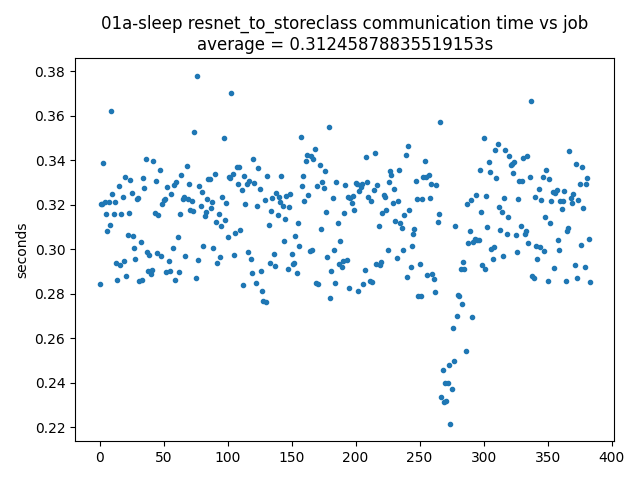 01a-sleep resnet_to_storeclass communication time vs job
average = 0.31245878835519153s
seconds
0.38
0.36
0.34
0.32
0.30
0.28
0.26
0.24
0.22
0 50 100 150 200 250 300 350 400